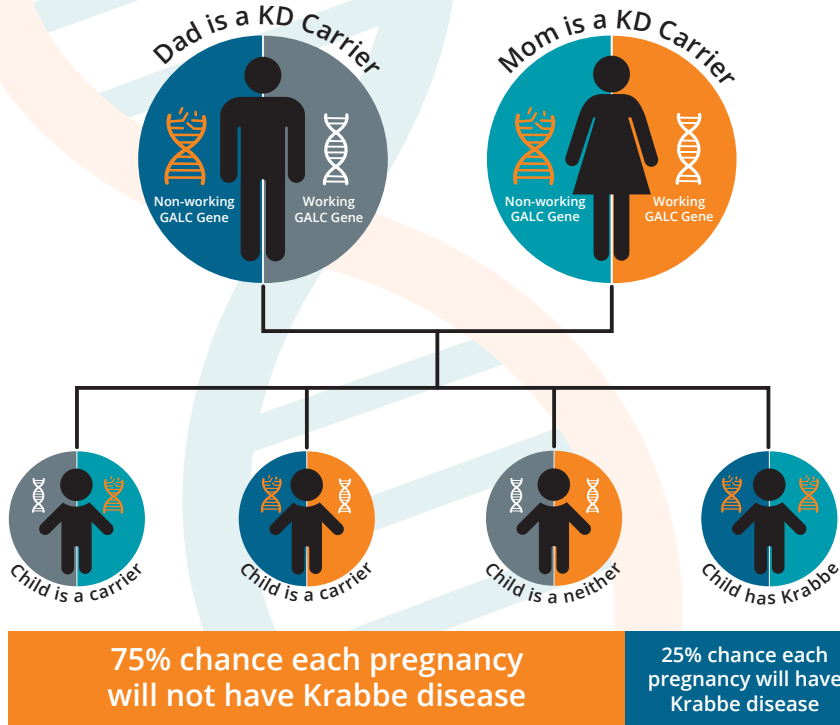 Dad is a KD Carrier
Mom is a KD Carrier
Non-working
GALC Gene
Working
GALC Gene
Non-working
GALC Gene
Working
GALC Gene
Child is a carrier
Child is a carrier
Child is a neither
Child has Krabbe
75% chance each pregnancy
will not have Krabbe disease
25% chance each
pregnancy will have
Krabbe disease